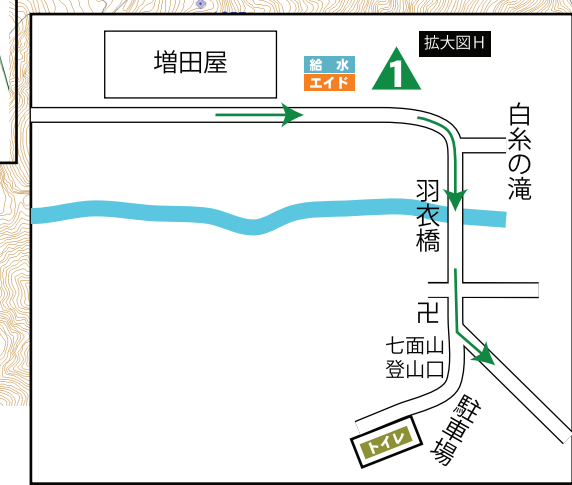 拡大図H
増田屋
給 水
エイド
1
白糸の滝
羽衣橋
卍
七面山
登山口
駐車場
トイレ